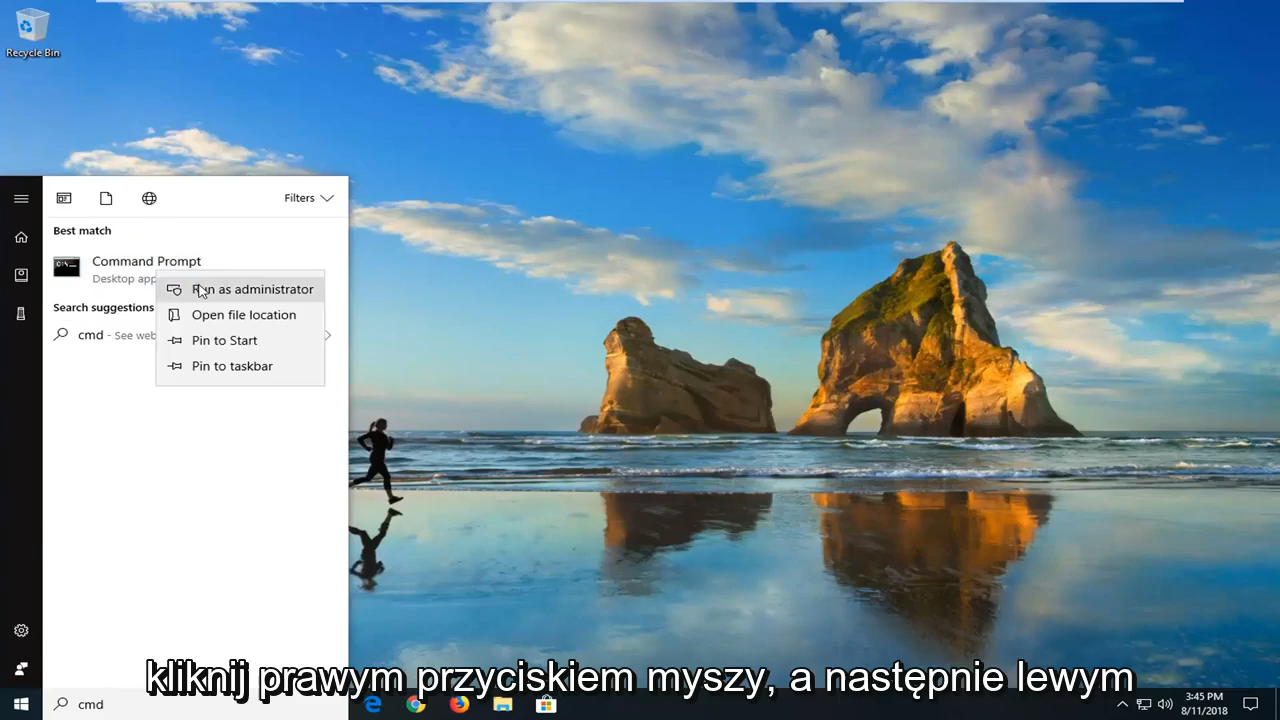 Recycle Bin
Filters
Best match
Command Prompt
Desktop app
Run as administrator
Search suggestions
Open file location
cmd - See web
Pin to Start
Pin to taskbar
kliknij prawym przyciskiem myszy, a następnie lewym
cmd
3:45 PM
8/11/2018